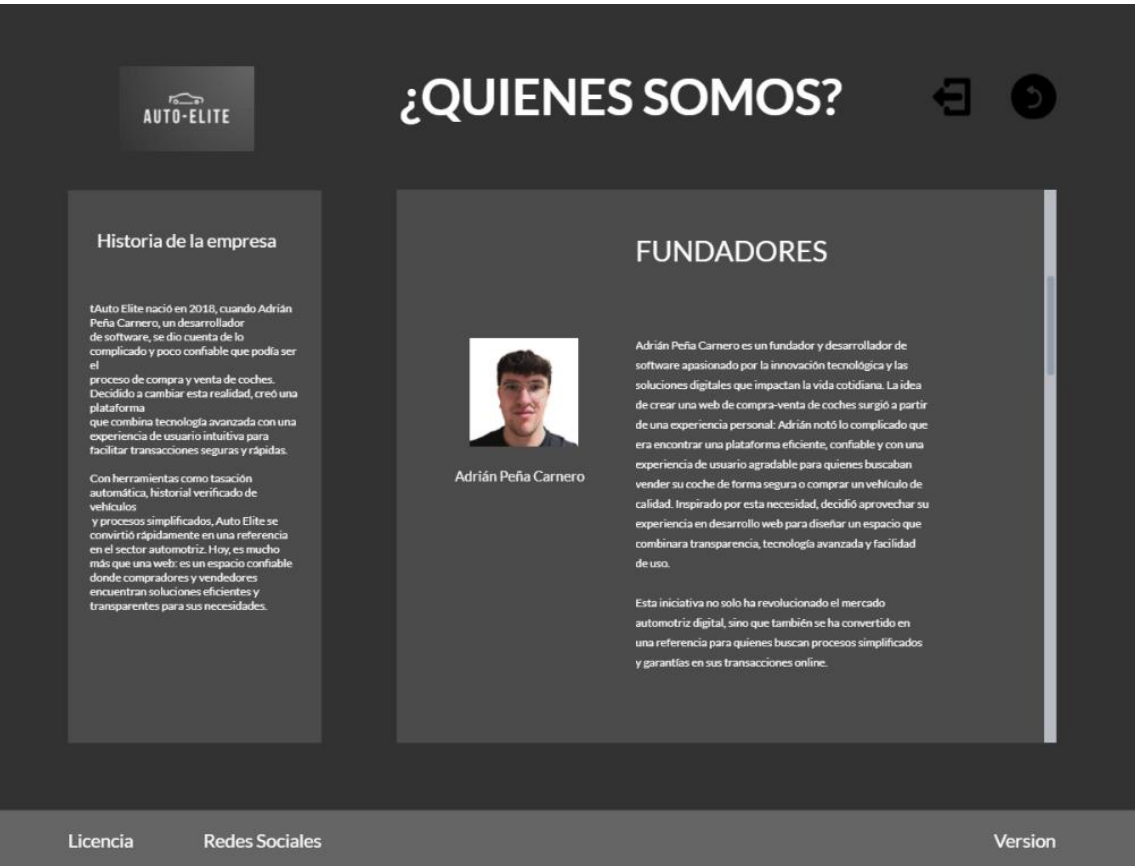 AUTO-ELITE
¿QUIENES SOMOS?
Historia de la empresa
tAuto Elite nació en 2018, cuando Adrián
Peña Carnero, un desarrollador
de software, se dio cuenta de lo
complicado y poco confiable que podía ser
el
proceso de compra y venta de coches.
Decidido a cambiar esta realidad, creó una
plataforma
que combina tecnología avanzada con una
experiencia de usuario intuitiva para
facilitar transacciones seguras y rápidas.
Con herramientas como tasación
automática, historial verificado de
vehículos
y procesos simplificados, Auto Elite se
convirtió rápidamente en una referencia
en el sector automotriz. Hoy, es mucho
más que una web: es un espacio confiable
donde compradores y vendedores
encuentran soluciones eficientes y
transparentes para sus necesidades.
FUNDADORES
Adrián Peña Carnero
Adrián Peña Carnero es un fundador y desarrollador de
software apasionado por la innovación tecnológica y las
soluciones digitales que impactan la vida cotidiana. La idea
de crear una web de compra-venta de coches surgió a partir
de una experiencia personal: Adrián notó lo complicado que
era encontrar una plataforma eficiente, confiable y con una
experiencia de usuario agradable para quienes buscaban
vender su coche de forma segura o comprar un vehículo de
calidad. Inspirado por esta necesidad, decidió aprovechar su
experiencia en desarrollo web para diseñar un espacio que
combinara transparencia, tecnología avanzada y facilidad
de uso.
Esta iniciativa no solo ha revolucionado el mercado
automotriz digital, sino que también se ha convertido en
una referencia para quienes buscan procesos simplificados
y garantías en sus transacciones online.
Licencia
Redes Sociales
Version